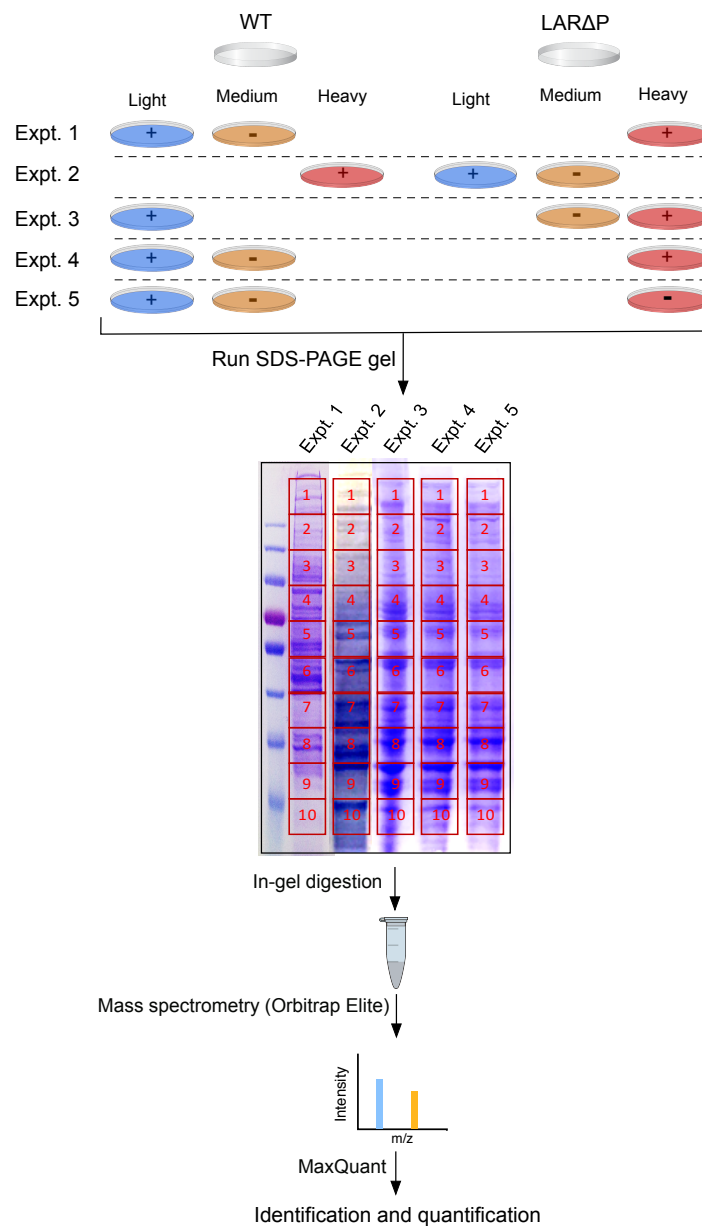 WT LARΔP
Light Medium Heavy Light Medium Heavy
Expt. 1 + - +
Expt. 2 + + -
Expt. 3 + - +
Expt. 4 + - +
Expt. 5 + - -
Run SDS-PAGE gel
Expt. 1 Expt. 2 Expt. 3 Expt. 4 Expt. 5
1 1 1 1 1
2 2 2 2 2
3 3 3 3 3
4 4 4 4 4
5 5 5 5 5
6 6 6 6 6
7 7 7 7 7
8 8 8 8 8
9 9 9 9 9
10 10 10 10 10
In-gel digestion
Mass spectrometry (Orbitrap Elite)
Intensity
m/z
MaxQuant
Identification and quantification